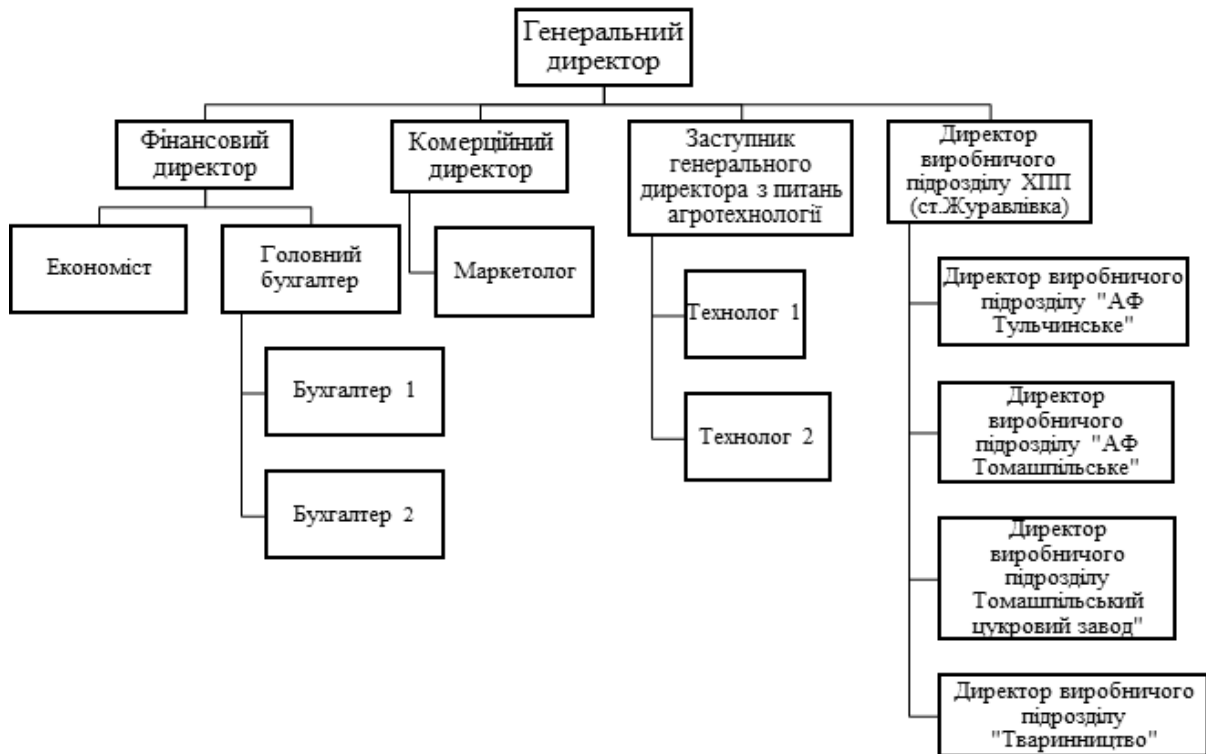 Генеральний
директор
Фінансовий
директор
Комерційний
директор
Заступник
генерального
директора з питань
агротехнології
Директор
виробничого
підрозділу ХПП
(ст.Журавлівка)
Економіст
Головний
бухгалтер
Маркетолог
Технолог 1
Директор виробничого
підрозділу "АФ
Тульчинське"
Бухгалтер 1
Технолог 2
Директор
виробничого
підрозділу "АФ
Томашпільське"
Бухгалтер 2
Директор
виробничого
підрозділу
Томашпільський
цукровий завод"
Директор виробничого
підрозділу
"Тваринництво"